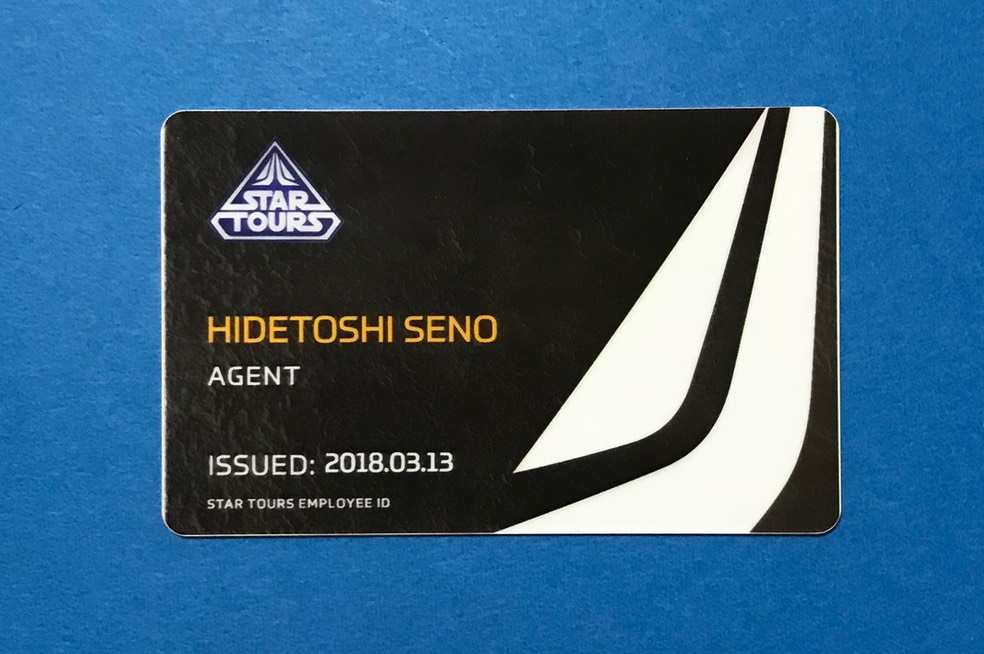 STAR
TOURS
HIDETOSHI SENO
AGENT
ISSUED: 2018.03.13
STAR TOURS EMPLOYEE ID